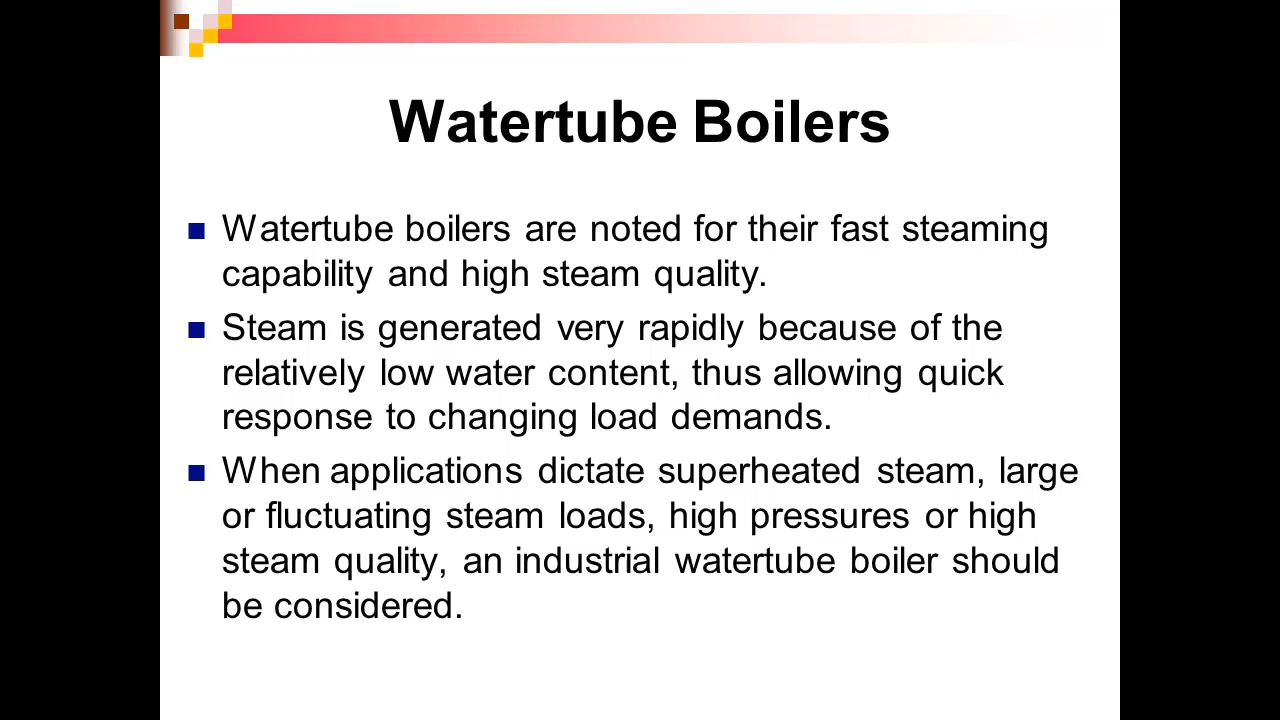 Watertube Boilers
Watertube boilers are noted for their fast steaming
capability and high steam quality.
Steam is generated very rapidly because of the
relatively low water content, thus allowing quick
response to changing load demands.
When applications dictate superheated steam, large
or fluctuating steam loads, high pressures or high
steam quality, an industrial watertube boiler should
be considered.